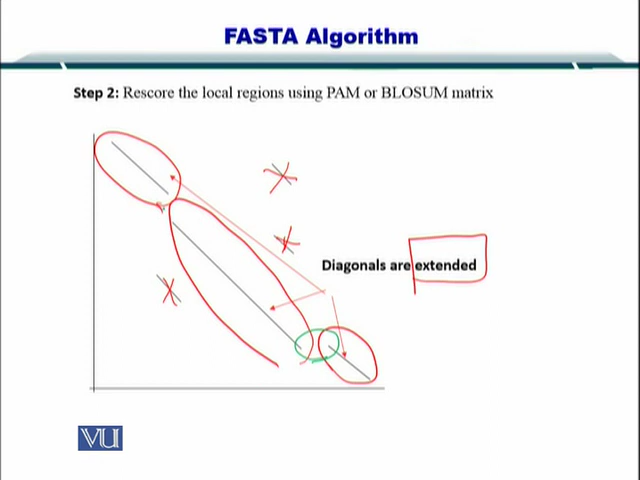 FASTA Algorithm
Step 2: Rescore the local regions using PAM or BLOSUM matrix
Diagonals are extended
VU